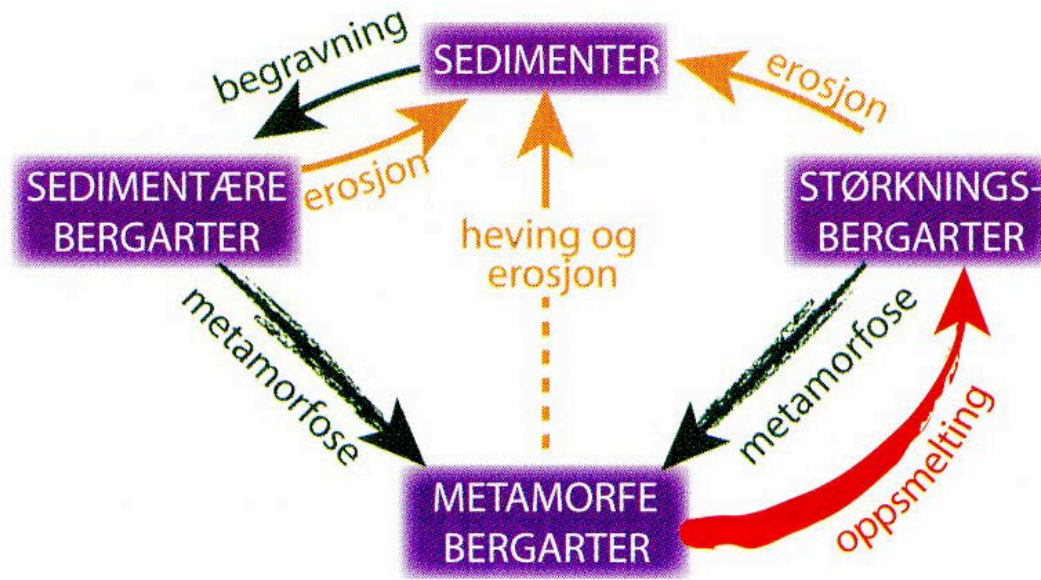 begravning
SEDIMENTER
erosjon
SEDIMENTÆRE
BERGARTER
erosjon
heving og
erosjon
STØRKNINGS-
BERGARTER
metamorfose
metamorfose
oppsmelting
METAMORFE
BERGARTER